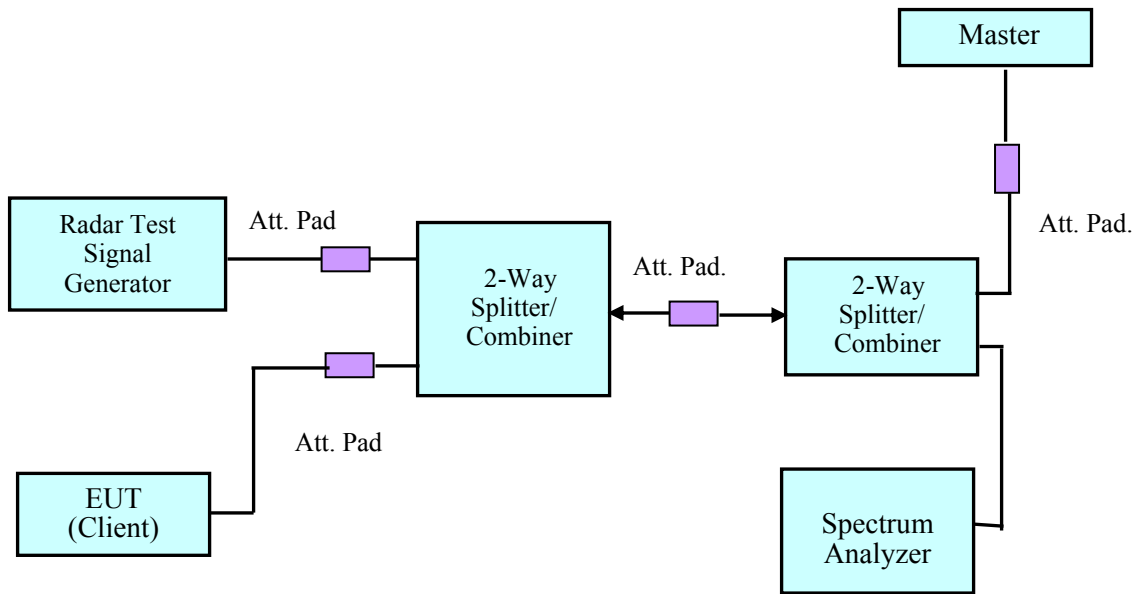 Master
Att. Pad.
Radar Test
Signal
Generator
Att. Pad
2-Way
Splitter/
Combiner
Att. Pad.
2-Way
Splitter/
Combiner
Att. Pad
EUT
(Client)
Spectrum
Analyzer